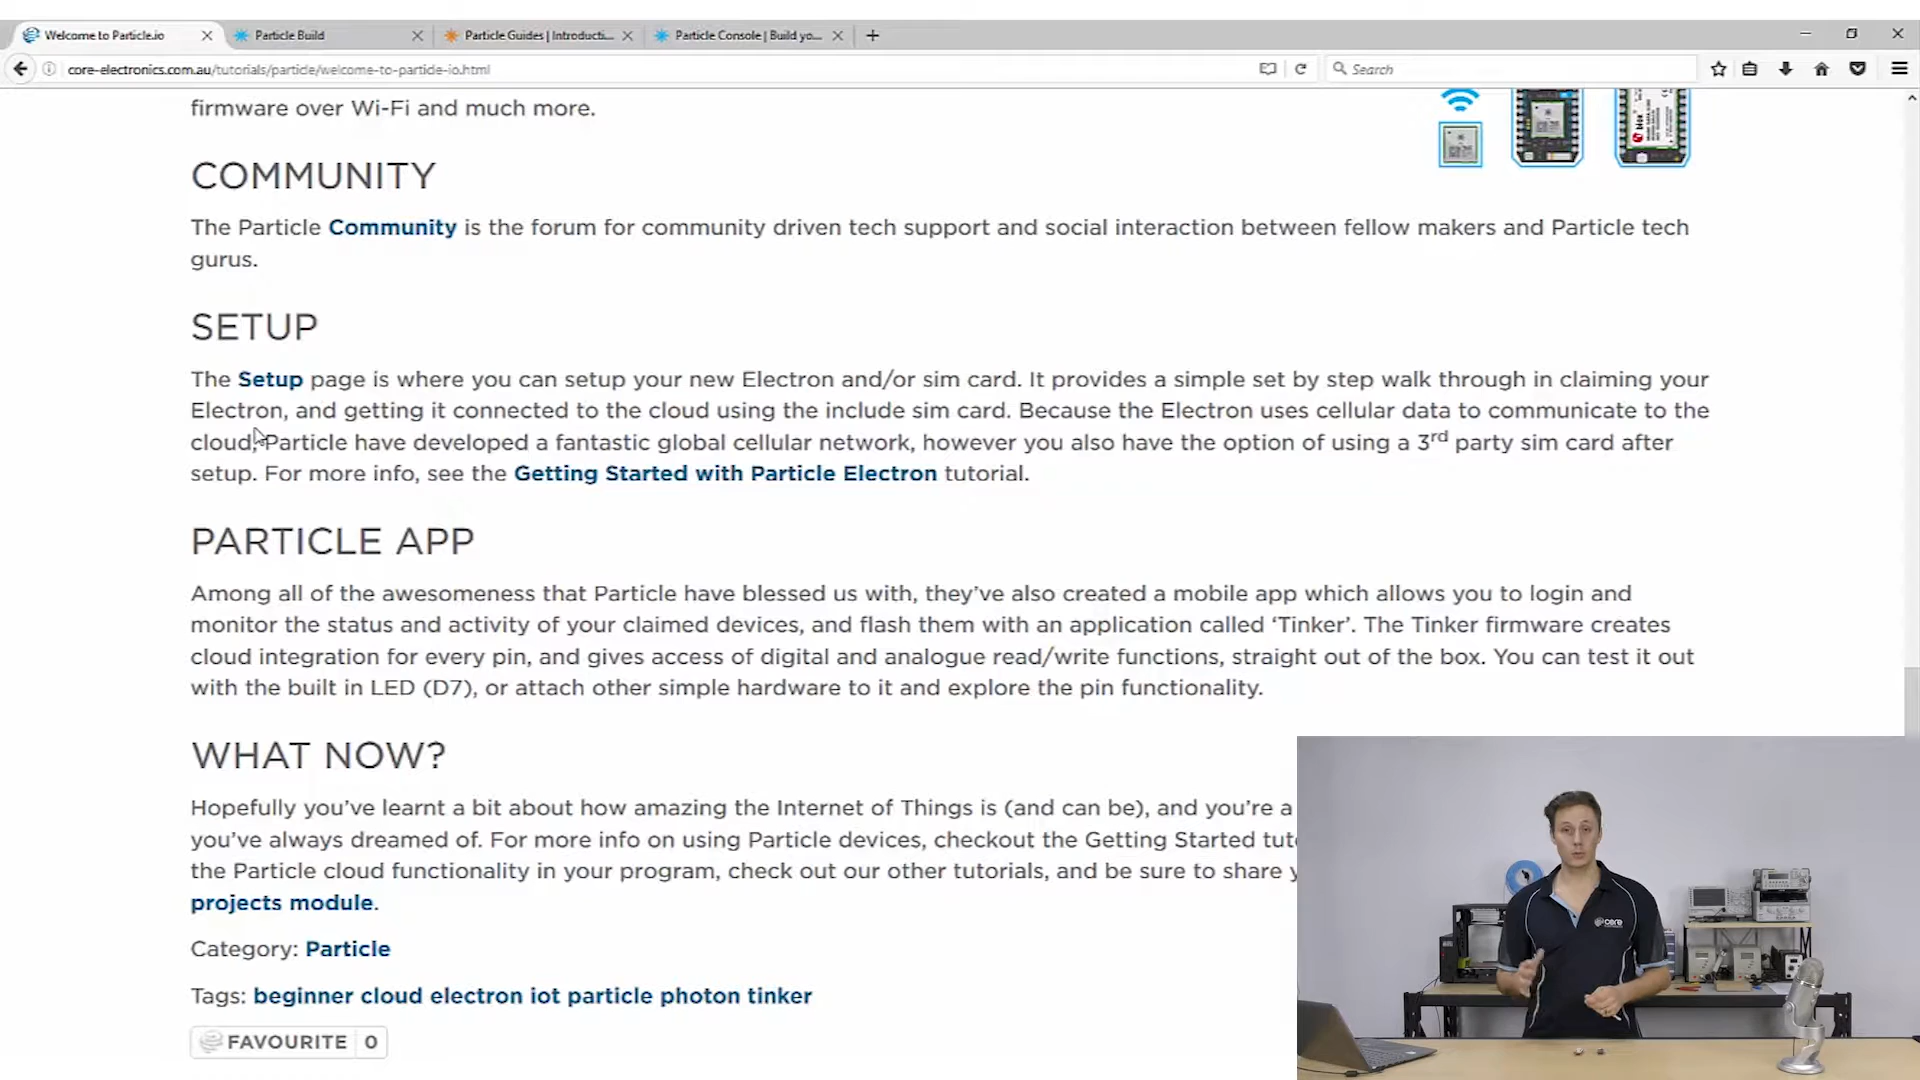 Welcome to Particle.io
Particle Build
Particle Guides | Introducti...
Particle Console | Build yo...
core-electronics.com.au/tutorials/particle/welcome-to-particle-io.html
Search
firmware over Wi-Fi and much more.
COMMUNITY
The Particle Community is the forum for community driven tech support and social interaction between fellow makers and Particle tech
gurus.
SETUP
The Setup page is where you can setup your new Electron and/or sim card. It provides a simple set by step walk through in claiming your
Electron, and getting it connected to the cloud using the include sim card. Because the Electron uses cellular data to communicate to the
cloud, Particle have developed a fantastic global cellular network, however you also have the option of using a 3rd party sim card after
setup. For more info, see the Getting Started with Particle Electron tutorial.
PARTICLE APP
Among all of the awesomeness that Particle have blessed us with, they've also created a mobile app which allows you to login and
monitor the status and activity of your claimed devices, and flash them with an application called ‘Tinker’. The Tinker firmware creates
cloud integration for every pin, and gives access of digital and analogue read/write functions, straight out of the box. You can test it out
with the built in LED (D7), or attach other simple hardware to it and explore the pin functionality.
WHAT NOW?
Hopefully you've learnt a bit about how amazing the Internet of Things is (and can be), and you're a
you've always dreamed of. For more info on using Particle devices, checkout the Getting Started tut
the Particle cloud functionality in your program, check out our other tutorials, and be sure to share y
projects module.
Category: Particle
Tags: beginner cloud electron iot particle photon tinker
FAVOURITE 0
core